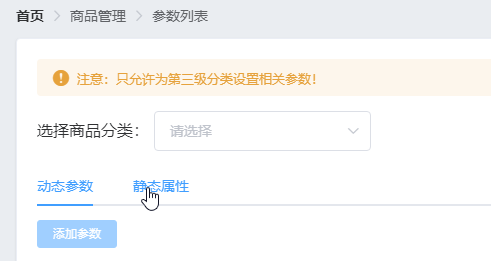 首页 > 商品管理 > 参数列表
注意：只允许为第三级分类设置相关参数！
选择商品分类： 请选择
动态参数 静态属性
添加参数